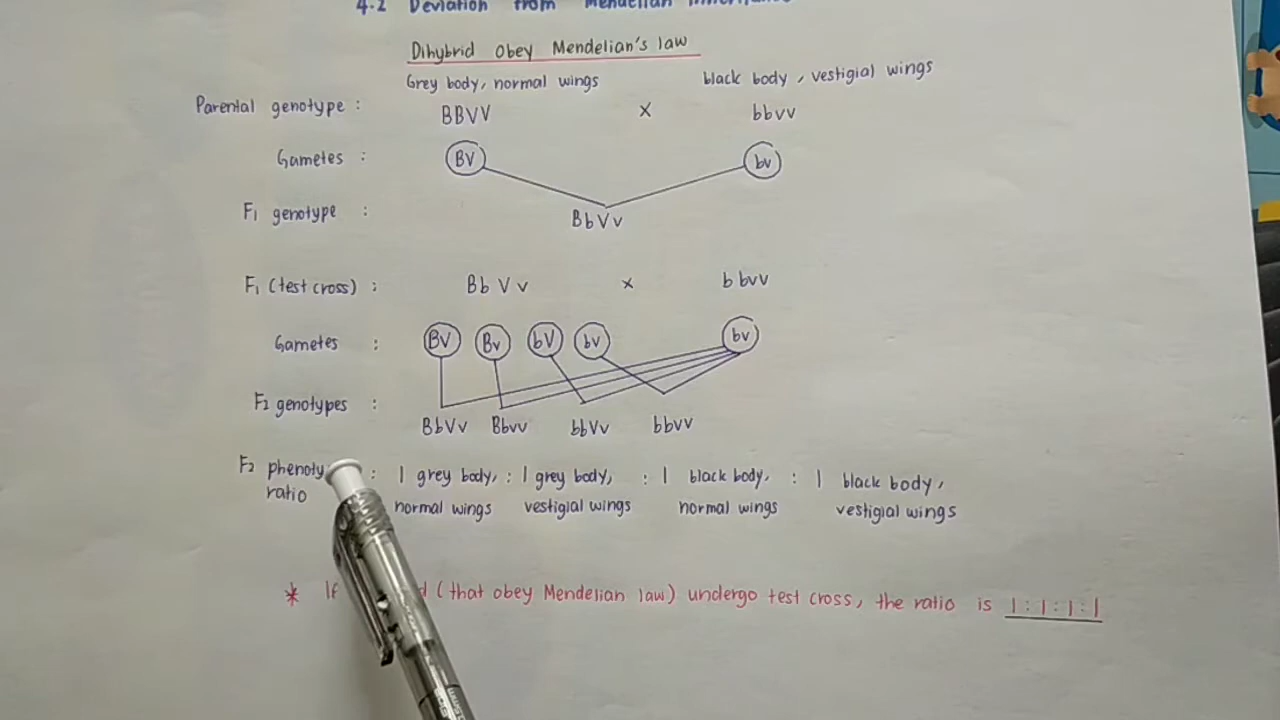 4.2 Deviation from Mendelian Inheritance
Dihybrid Obey Mendelian's law
Grey body, normal wings black body, vestigial wings
Parental genotype : BBVV x bbvv
Gametes : BV bv
F1 genotype : BbVv
F1 (test cross) : BbVv x bbvv
Gametes : BV Bv bV bv bv
F2 genotypes : BbVv Bbvv bbVv bbvv
F2 phenoty : 1 grey body, : 1 grey body, : 1 black body, : 1 black body,
ratio normal wings vestigial wings normal wings vestigial wings
* If d (that obey Mendelian law) undergo test cross, the ratio is 1:1:1:1